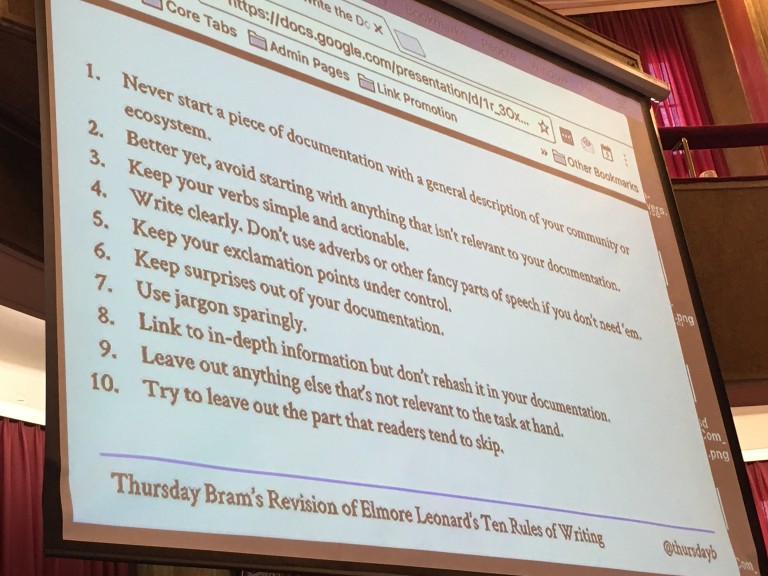 Write the Do
Bookmarks
https://docs.google.com/presentation/d/1r_3Ox...
Core Tabs
Admin Pages
Link Promotion
»
Other Bookmarks
1. Never start a piece of documentation with a general description of your community or
ecosystem.
2. Better yet, avoid starting with anything that isn't relevant to your documentation.
3. Keep your verbs simple and actionable.
4. Write clearly. Don't use adverbs or other fancy parts of speech if you don't need 'em.
5. Keep your exclamation points under control.
6. Keep surprises out of your documentation.
7. Use jargon sparingly.
8. Link to in-depth information but don't rehash it in your documentation.
9. Leave out anything else that's not relevant to the task at hand.
10. Try to leave out the part that readers tend to skip.
Thursday Bram's Revision of Elmore Leonard's Ten Rules of Writing
@thursdayb
.png
Com_
.png